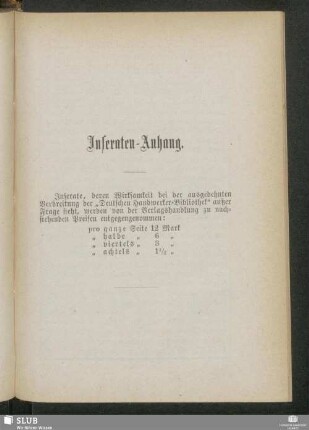 Inseraten-Anhang.
Inserate, deren Wirksamkeit bei der ausgedehnten
Verbreitung der „Deutschen Handwerker-Bibliothek“ außer
Frage steht, werden von der Verlagshandlung zu nach-
stehenden Preisen entgegengenommen:
pro ganze Seite 12 Mark
„ halbe „ 6 „
„ viertels „ 3 „
„ achtels „ 1½ „
SLUB
Wir führen Wissen.